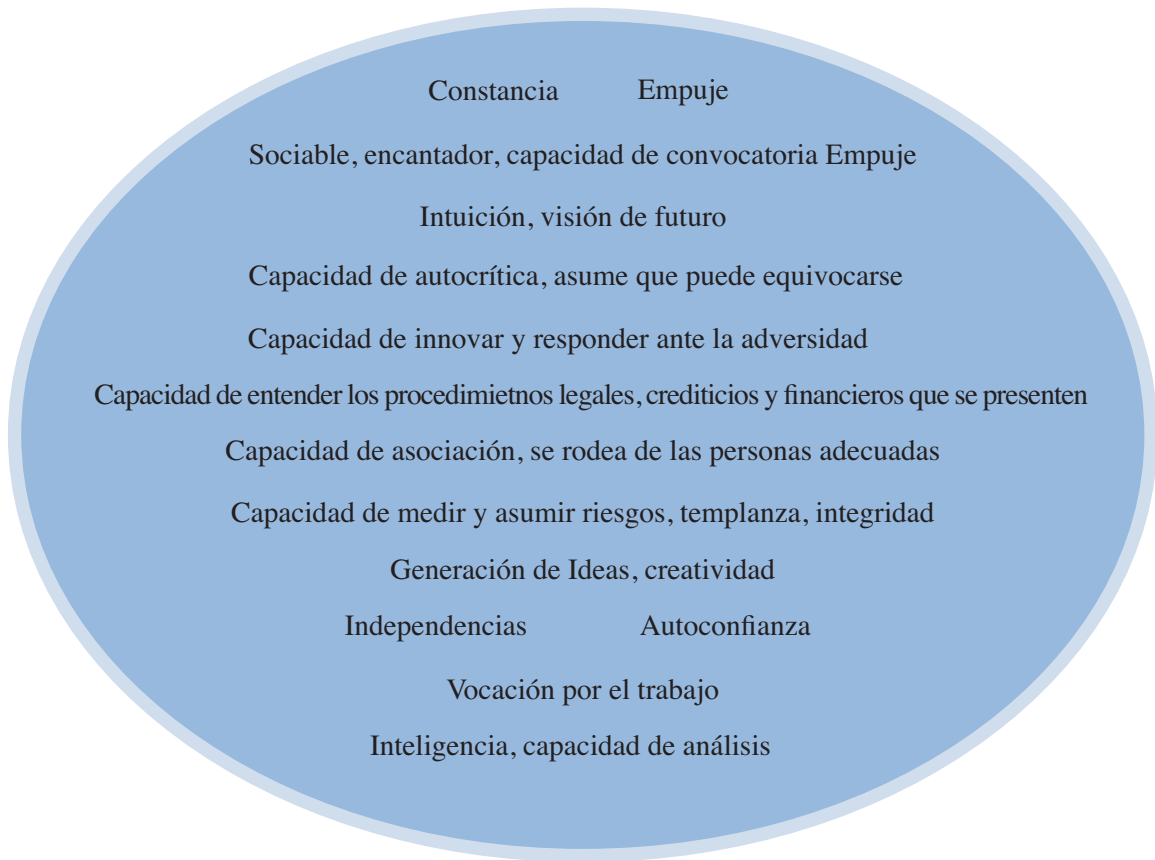 Constancia Empuje
Sociable, encantador, capacidad de convocatoria Empuje
Intuición, visión de futuro
Capacidad de autocrítica, asume que puede equivocarse
Capacidad de innovar y responder ante la adversidad
Capacidad de entender los procedimietnos legales, crediticios y financieros que se presenten
Capacidad de asociación, se rodea de las personas adecuadas
Capacidad de medir y asumir riesgos, templanza, integridad
Generación de Ideas, creatividad
Independencias Autoconfianza
Vocación por el trabajo
Inteligencia, capacidad de análisis